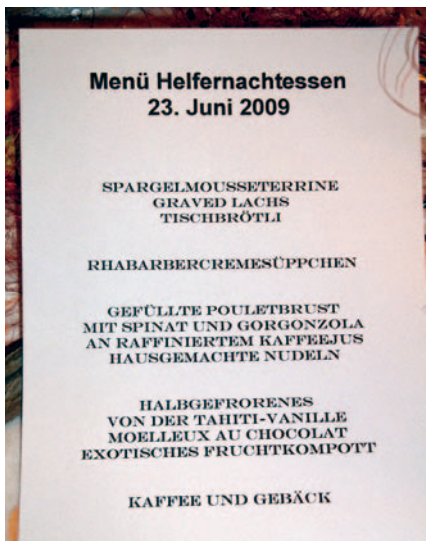 Menü Helfernachtessen
23. Juni 2009
SPARGELMOUSSETERRINE
GRAVED LACHS
TISCHBRÖTLI
RHABARBERCREMESÜPPCHEN
GEFÜLLTE POULETBRUST
MIT SPINAT UND GORGONZOLA
AN RAFFINIERTEM KAFFEEJUS
HAUSGEMACHTE NUDELN
HALBGEFRORENES
VON DER TAHITI-VANILLE
MOELLEUX AU CHOCOLAT
EXOTISCHES FRUCHTKOMPOTT
KAFFEE UND GEBÄCK